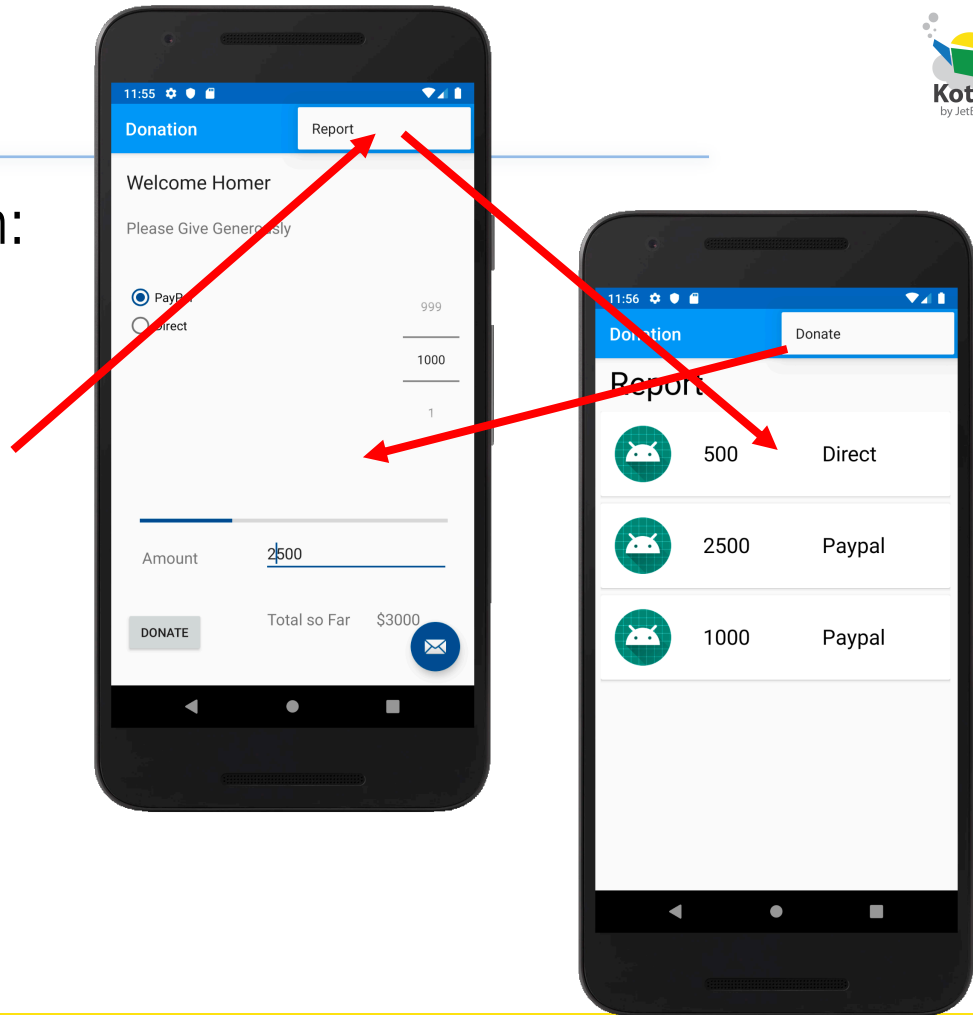 Kot
by Jet
n:
11:55
Donation
Report
Welcome Homer
Please Give Generously
PayPal
Direct
999
1000
1
Amount
2500
DONATE
Total so Far
$3000
11:56
Donation
Donate
Report
500
Direct
2500
Paypal
1000
Paypal